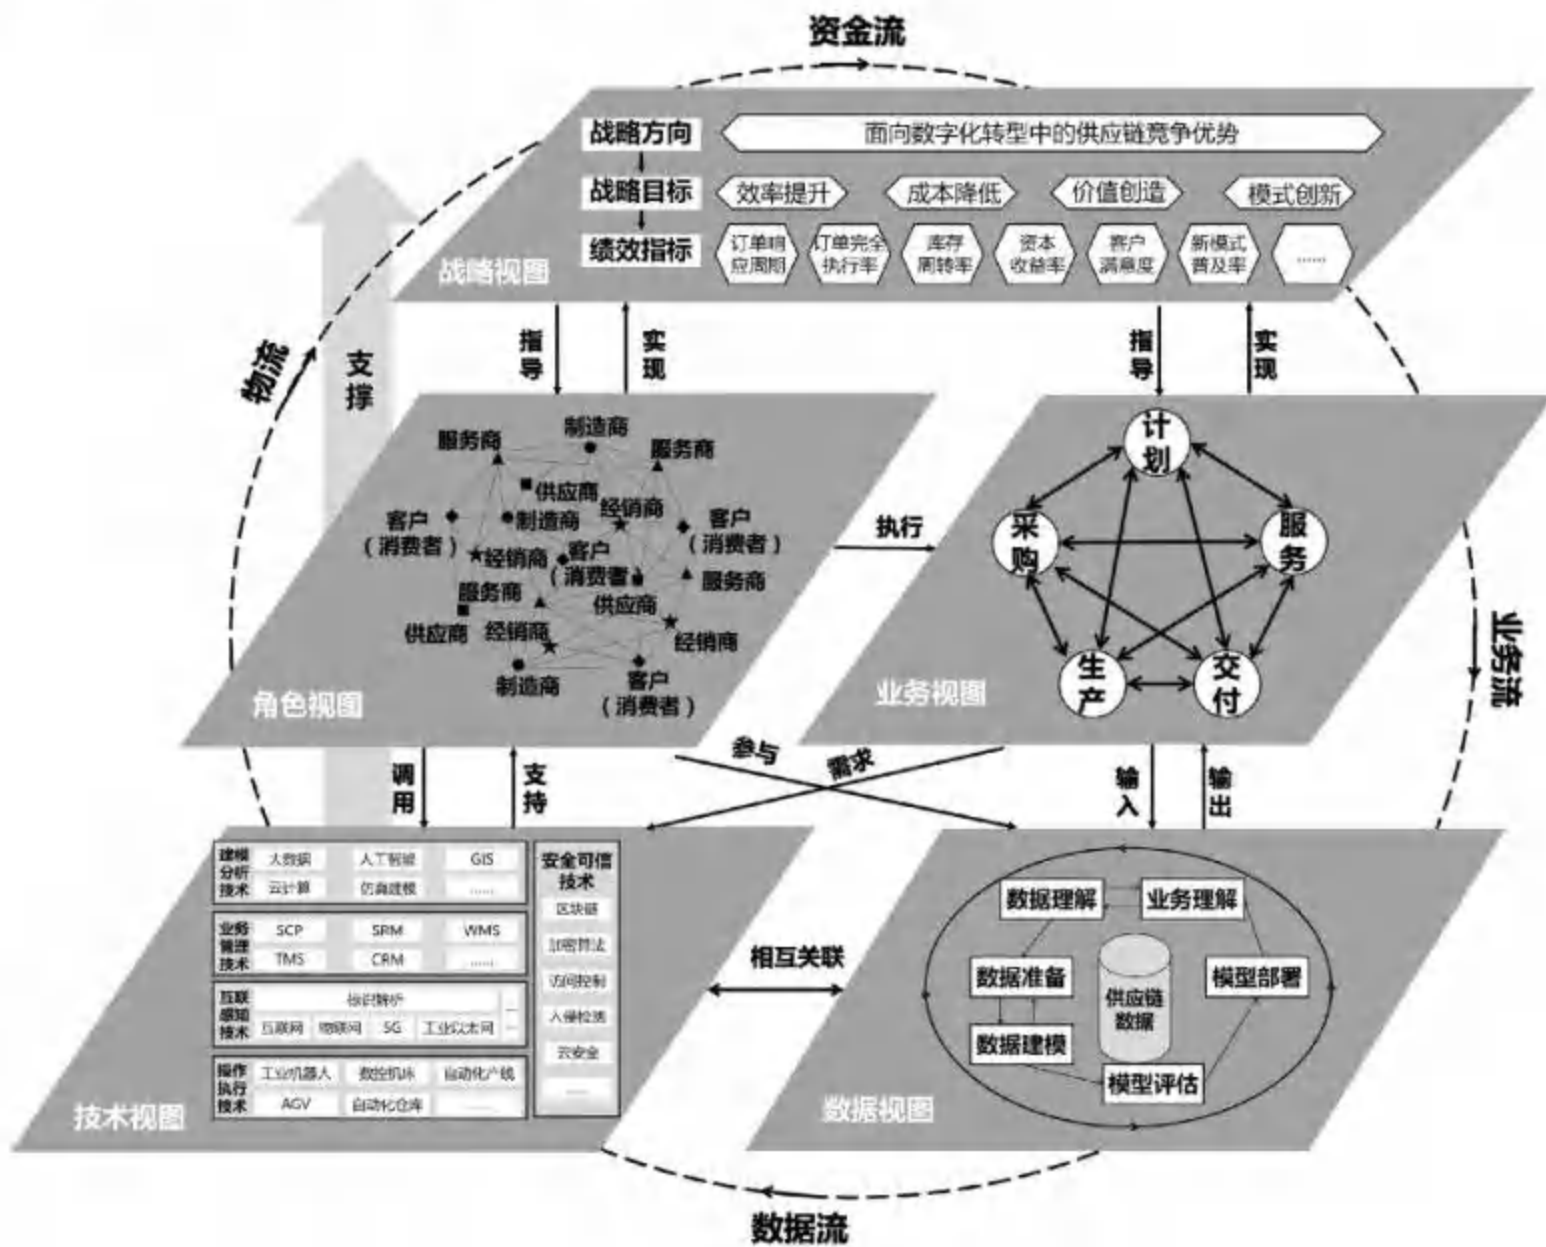 资金流
战略方向
面向数字化转型中的供应链竞争优势
战略目标
效率提升
成本降低
价值创造
模式创新
绩效指标
订单响
应周期
订单完全
执行率
库存
周转率
资本
收益率
客户
满意度
新模式
普及率
......
战略视图
物流
支撑
指导
实现
指导
实现
业务流
服务商
制造商
服务商
供应商
经销商
客户
（消费者）
制造商
客户
（消费者）
经销商
客户
（消费者）
服务商
服务商
供应商
供应商
经销商
经销商
制造商
客户
（消费者）
角色视图
执行
计划
采购
服务
生产
交付
业务视图
调用
支持
参与
需求
输入
输出
建模
分析
技术
大数据
人工智能
GIS
云计算
仿真建模
......
业务
管理
技术
SCP
SRM
WMS
TMS
CRM
......
互联
感知
技术
标识解析
...
互联网
物联网
5G
工业以太网
...
操作
执行
技术
工业机器人
数控机床
自动化产线
AGV
自动化仓库
......
安全可信
技术
区块链
加密算法
访问控制
入侵检测
云安全
......
技术视图
相互关联
数据理解
业务理解
数据准备
供应链
数据
模型部署
数据建模
模型评估
数据视图
数据流